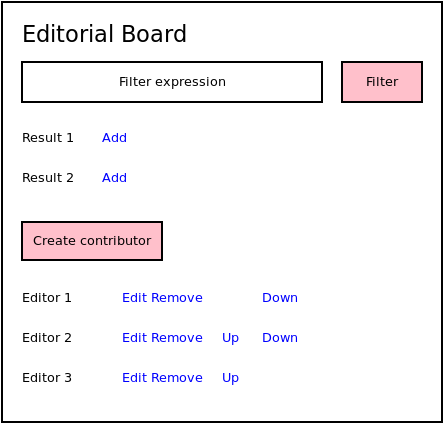 Editorial Board
Filter expression Filter
Result 1 Add
Result 2 Add
Create contributor
Editor 1 Edit Remove Down
Editor 2 Edit Remove Up Down
Editor 3 Edit Remove Up